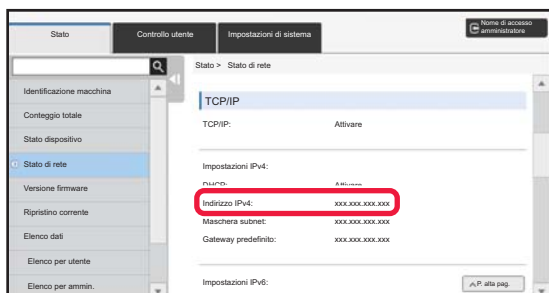 Stato
Controllo utente
Impostazioni di sistema
Nome di accesso
amministratore
Stato > Stato di rete
Identificazione macchina
Conteggio totale
Stato dispositivo
Stato di rete
Versione firmware
Ripristino corrente
Elenco dati
Elenco per utente
Elenco per ammin.
TCP/IP
TCP/IP: Attivare
Impostazioni IPv4:
DHCP: Attivare
Indirizzo IPv4: xxx.xxx.xxx.xxx
Maschera subnet: xxx.xxx.xxx.xxx
Gateway predefinito: xxx.xxx.xxx.xxx
Impostazioni IPv6:
P. alta pag.